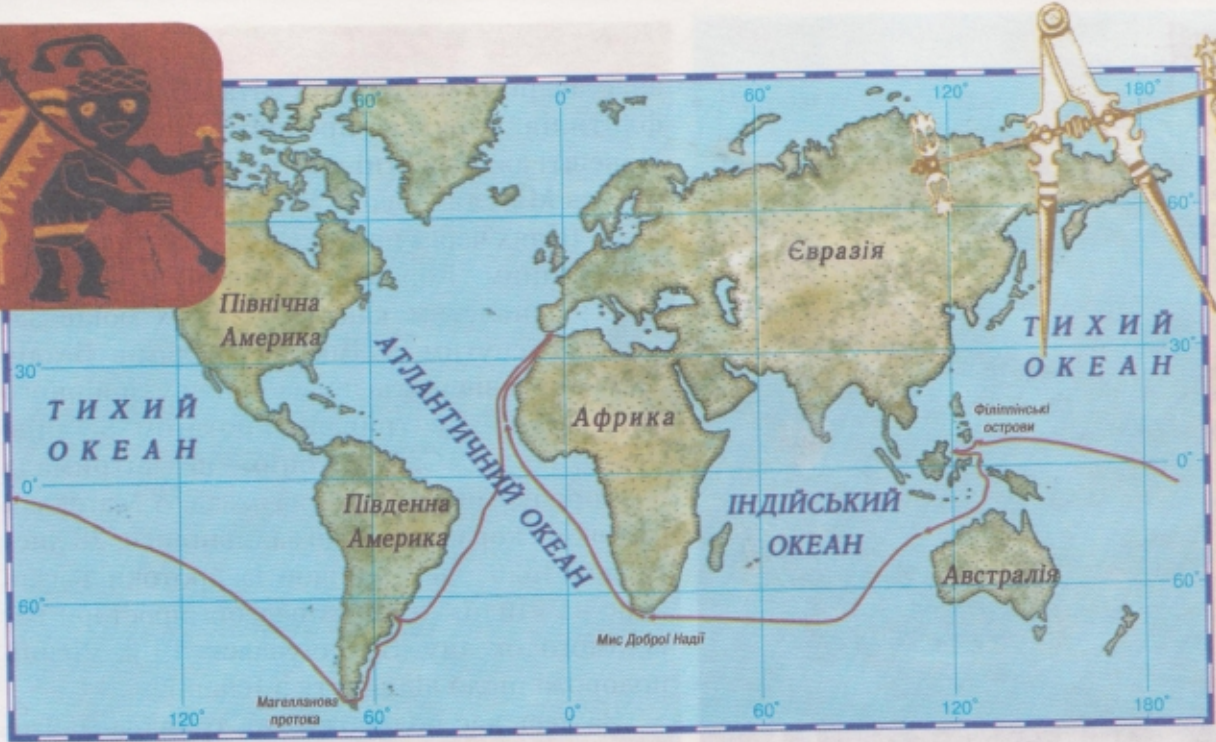 60°
0°
60°
120°
180°
60°
Євразія
Північна
Америка
ТИХИЙ
ОКЕАН
30°
30°
АТЛАНТИЧНИЙ ОКЕАН
ТИХИЙ
ОКЕАН
Африка
Філіппінські
острови
0°
0°
Південна
Америка
ІНДІЙСЬКИЙ
ОКЕАН
Австралія
60°
60°
Мис Доброї Надії
Магелланова
протока
120°
60°
0°
60°
120°
180°